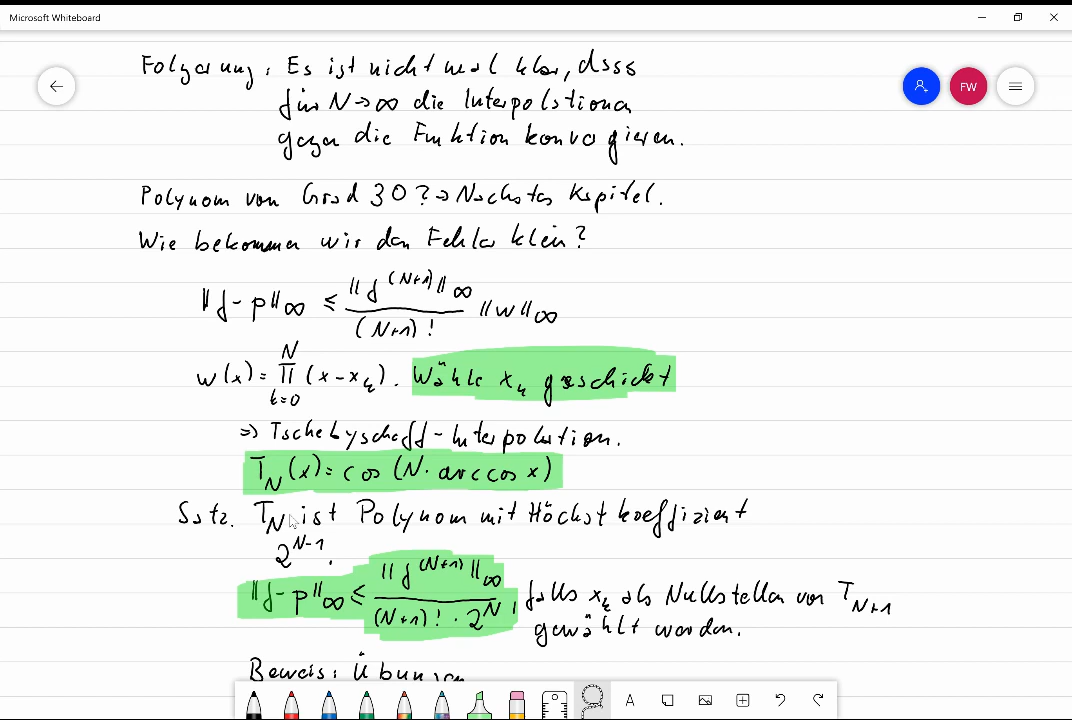 Microsoft Whiteboard
FW
Folgerung: Es ist nicht mal klar, dass
für N → ∞ die Interpolationen
gegen die Funktion konvergieren.
Polynom von Grad 30? → Nächstes Kapitel.
Wie bekommen wir den Fehler klein?
‖f - p‖∞ ≤ ‖f^(N+1)‖∞ / (N+1)! ‖w‖∞
w(x) = ∏_{k=0}^{N} (x - x_k). Wähle x_k geschickt
⇒ Tschebyscheff-Interpolation.
T_N(x) = cos(N · arccos x)
Satz. T_N ist Polynom mit Höchstkoeffizient
2^{N-1}.
‖f - p‖∞ ≤ ‖f^(N+1)‖∞ / ((N+1)! · 2^N), falls x_k als Nullstellen von T_{N+1}
gewählt werden.
Beweis: Übungen
A